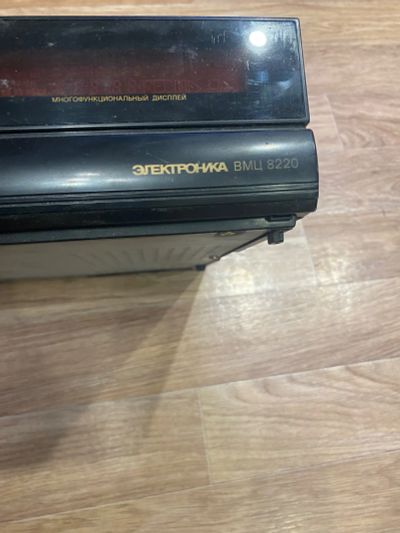 МНОГОФУНКЦИОНАЛЬНЫЙ ДИСПЛЕЙ
ЭЛЕКТРОНИКА ВМЦ 8220